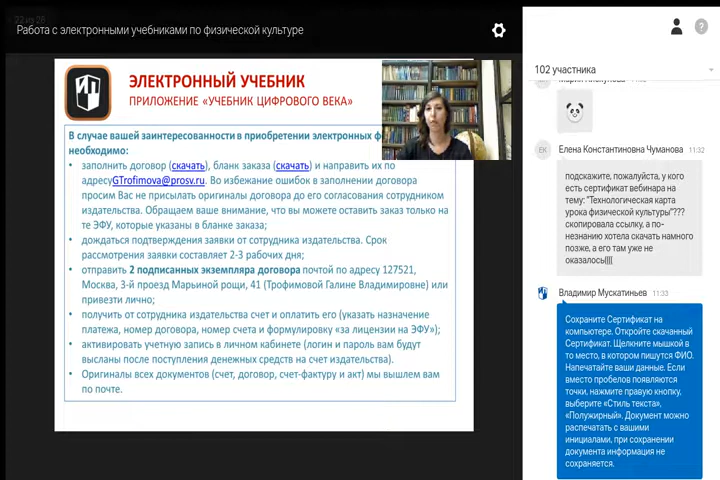 22 из 26
Работа с электронными учебниками по физической культуре
ЭЛЕКТРОННЫЙ УЧЕБНИК
ПРИЛОЖЕНИЕ «УЧЕБНИК ЦИФРОВОГО ВЕКА»
В случае вашей заинтересованности в приобретении электронных ф
необходимо:
• заполнить договор (скачать), бланк заказа (скачать) и направить их по
адресуGTrofimova@prosv.ru. Во избежание ошибок в заполнении договора
просим Вас не присылать оригиналы договора до его согласования сотрудником
издательства. Обращаем ваше внимание, что вы можете оставить заказ только на
те ЭФУ, которые указаны в бланке заказа;
• дождаться подтверждения заявки от сотрудника издательства. Срок
рассмотрения заявки составляет 2-3 рабочих дня;
• отправить 2 подписанных экземпляра договора почтой по адресу 127521,
Москва, 3-й проезд Марьиной рощи, 41 (Трофимовой Галине Владимировне) или
привезти лично;
• получить от сотрудника издательства счет и оплатить его (указать назначение
платежа, номер договора, номер счета и формулировку «за лицензии на ЭФУ»);
• активировать учетную запись в личном кабинете (логин и пароль вам будут
высланы после поступления денежных средств на счет издательства).
• Оригиналы всех документов (счет, договор, счет-фактуру и акт) мы вышлем вам
по почте.
102 участника
EK Елена Константиновна Чуманова 11:32
подскажите, пожалуйста, у кого
есть сертификат вебинара на
тему: "Технологическая карта
урока физической культуры"???
скопировала ссылку, а по-
незнанию хотела скачать намного
позже, а его там уже не
оказалось((((
Владимир Мускатиньев 11:33
Сохраните Сертификат на
компьютере. Откройте скачанный
Сертификат. Щелкните мышкой в
то место, в котором пишутся ФИО.
Напечатайте ваши данные. Если
вместо пробелов появляются
точки, нажмите правую кнопку,
выберите «Стиль текста»,
«Полужирный». Документ можно
распечатать с вашими
инициалами, при сохранении
документа информация не
сохраняется.